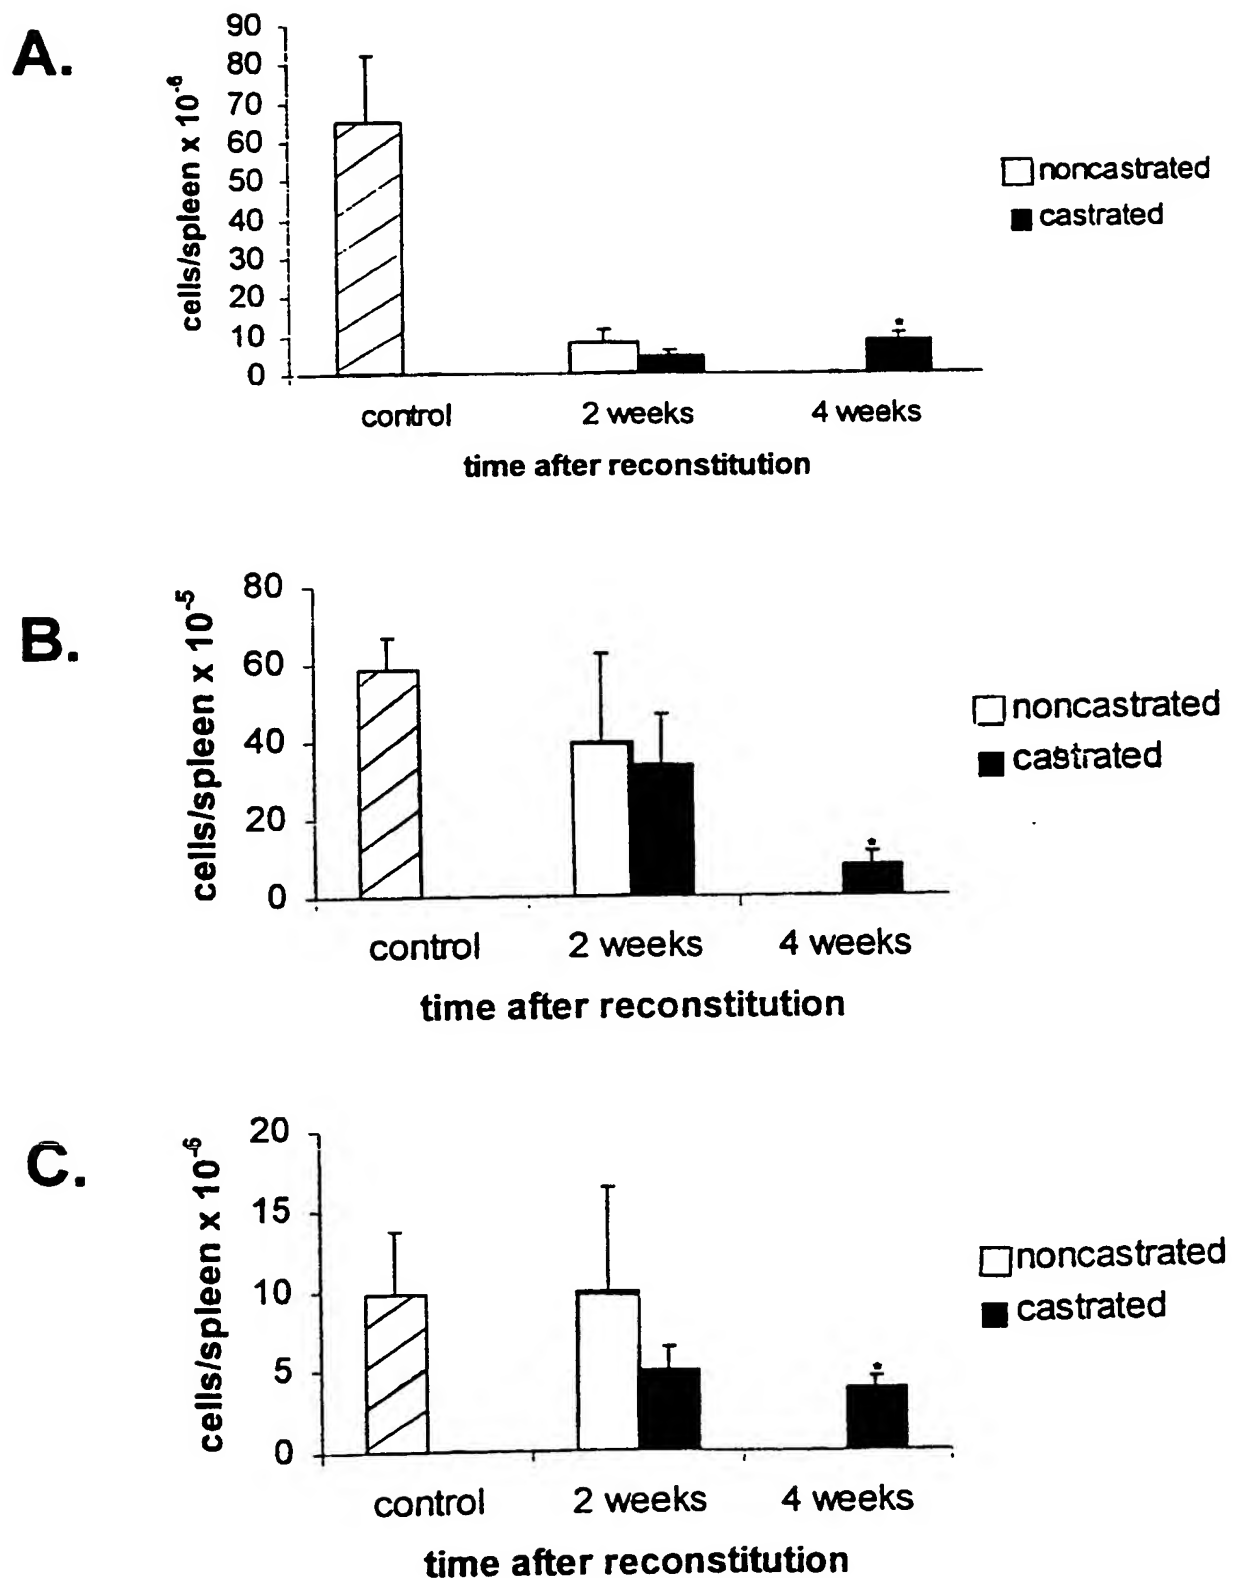 A.
cells/spleen x 10-6
90
80
70
60
50
40
30
20
10
0
*
noncastrated
castrated
control 2 weeks 4 weeks
time after reconstitution
B.
cells/spleen x 10-5
80
60
40
20
0
*
noncastrated
castrated
control 2 weeks 4 weeks
time after reconstitution
C.
cells/spleen x 10-6
20
15
10
5
0
*
noncastrated
castrated
control 2 weeks 4 weeks
time after reconstitution